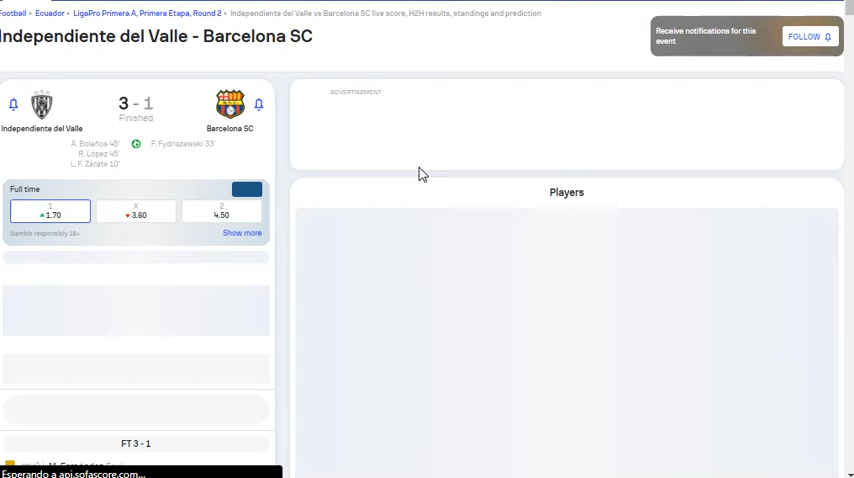 Football • Ecuador • LigaPro Primera A, Primera Etapa, Round 2 • Independiente del Valle vs Barcelona SC live score, H2H results, standings and prediction
Independiente del Valle - Barcelona SC
Receive notifications for this
event
FOLLOW
ADVERTISEMENT
3 - 1
Finished
Independiente del Valle
Barcelona SC
A. Bolaños 45'
F. Fydriszewski 33'
R. López 45'
L. F. Zárate 10'
Players
Full time
1
1.70
X
3.60
2
4.50
Gamble responsibly 18+
Show more
FT 3 - 1
M. Fernández
Esperando a api.sofascore.com...